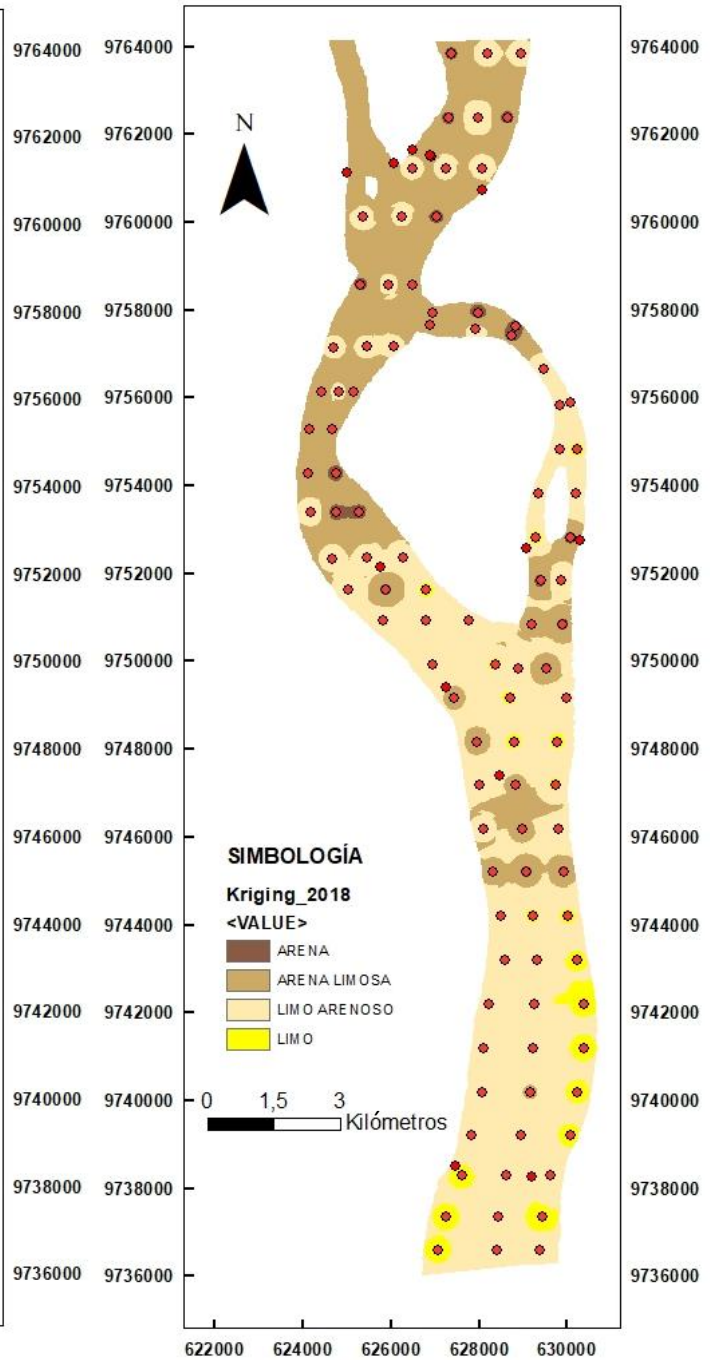 9764000 9764000 9764000
N
9762000 9762000 9762000
9760000 9760000 9760000
9758000 9758000 9758000
9756000 9756000 9756000
9754000 9754000 9754000
9752000 9752000 9752000
9750000 9750000 9750000
9748000 9748000 9748000
9746000 9746000 9746000
SIMBOLOGÍA
Kriging_2018
9744000 9744000 9744000
<VALUE>
ARENA
ARENA LIMOSA
9742000 9742000 9742000
LIMO ARENOSO
LIMO
9740000 9740000 9740000
0 1,5 3
Kilómetros
9738000 9738000 9738000
9736000 9736000 9736000
622000 624000 626000 628000 630000